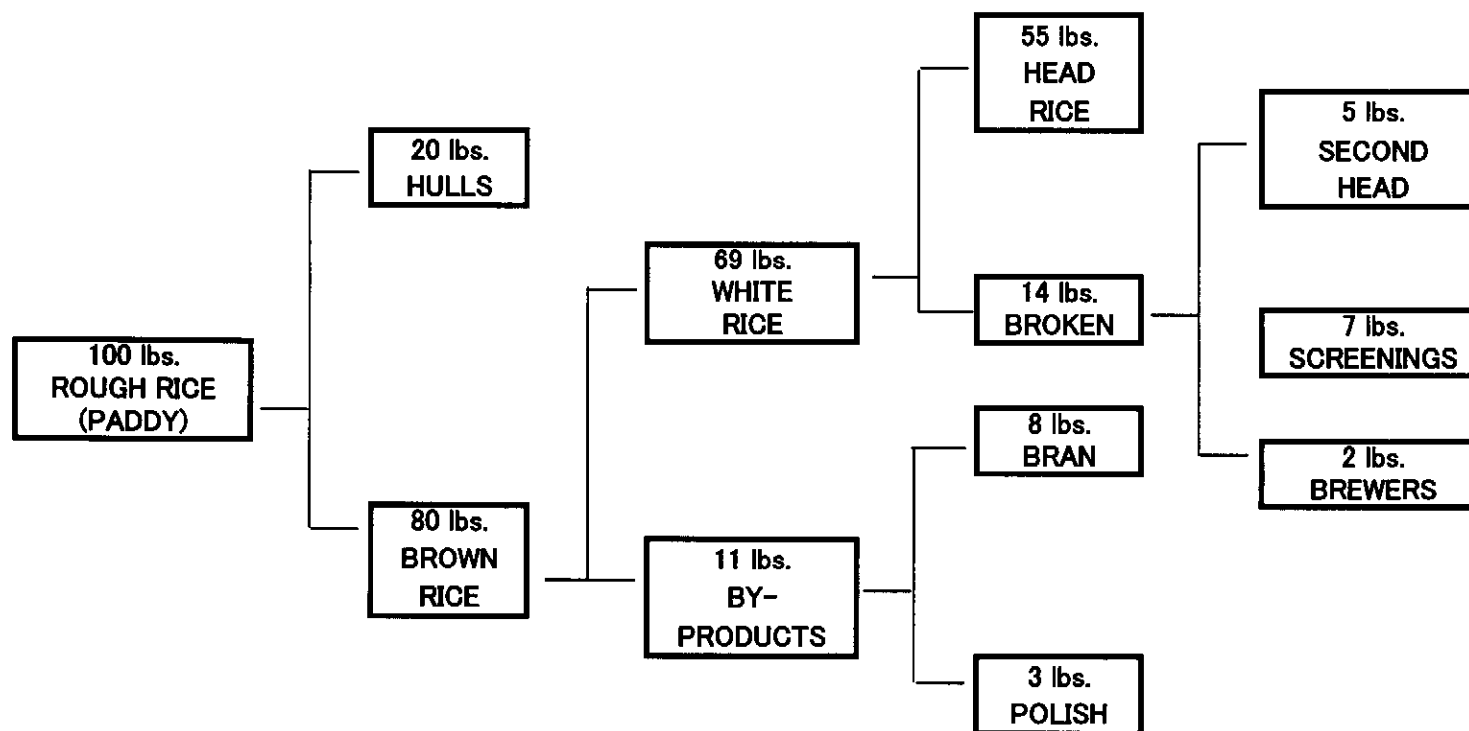 100 lbs.
ROUGH RICE
(PADDY)
20 lbs.
HULLS
80 lbs.
BROWN
RICE
69 lbs.
WHITE
RICE
11 lbs.
BY-
PRODUCTS
55 lbs.
HEAD
RICE
14 lbs.
BROKEN
8 lbs.
BRAN
3 lbs.
POLISH
5 lbs.
SECOND
HEAD
7 lbs.
SCREENINGS
2 lbs.
BREWERS